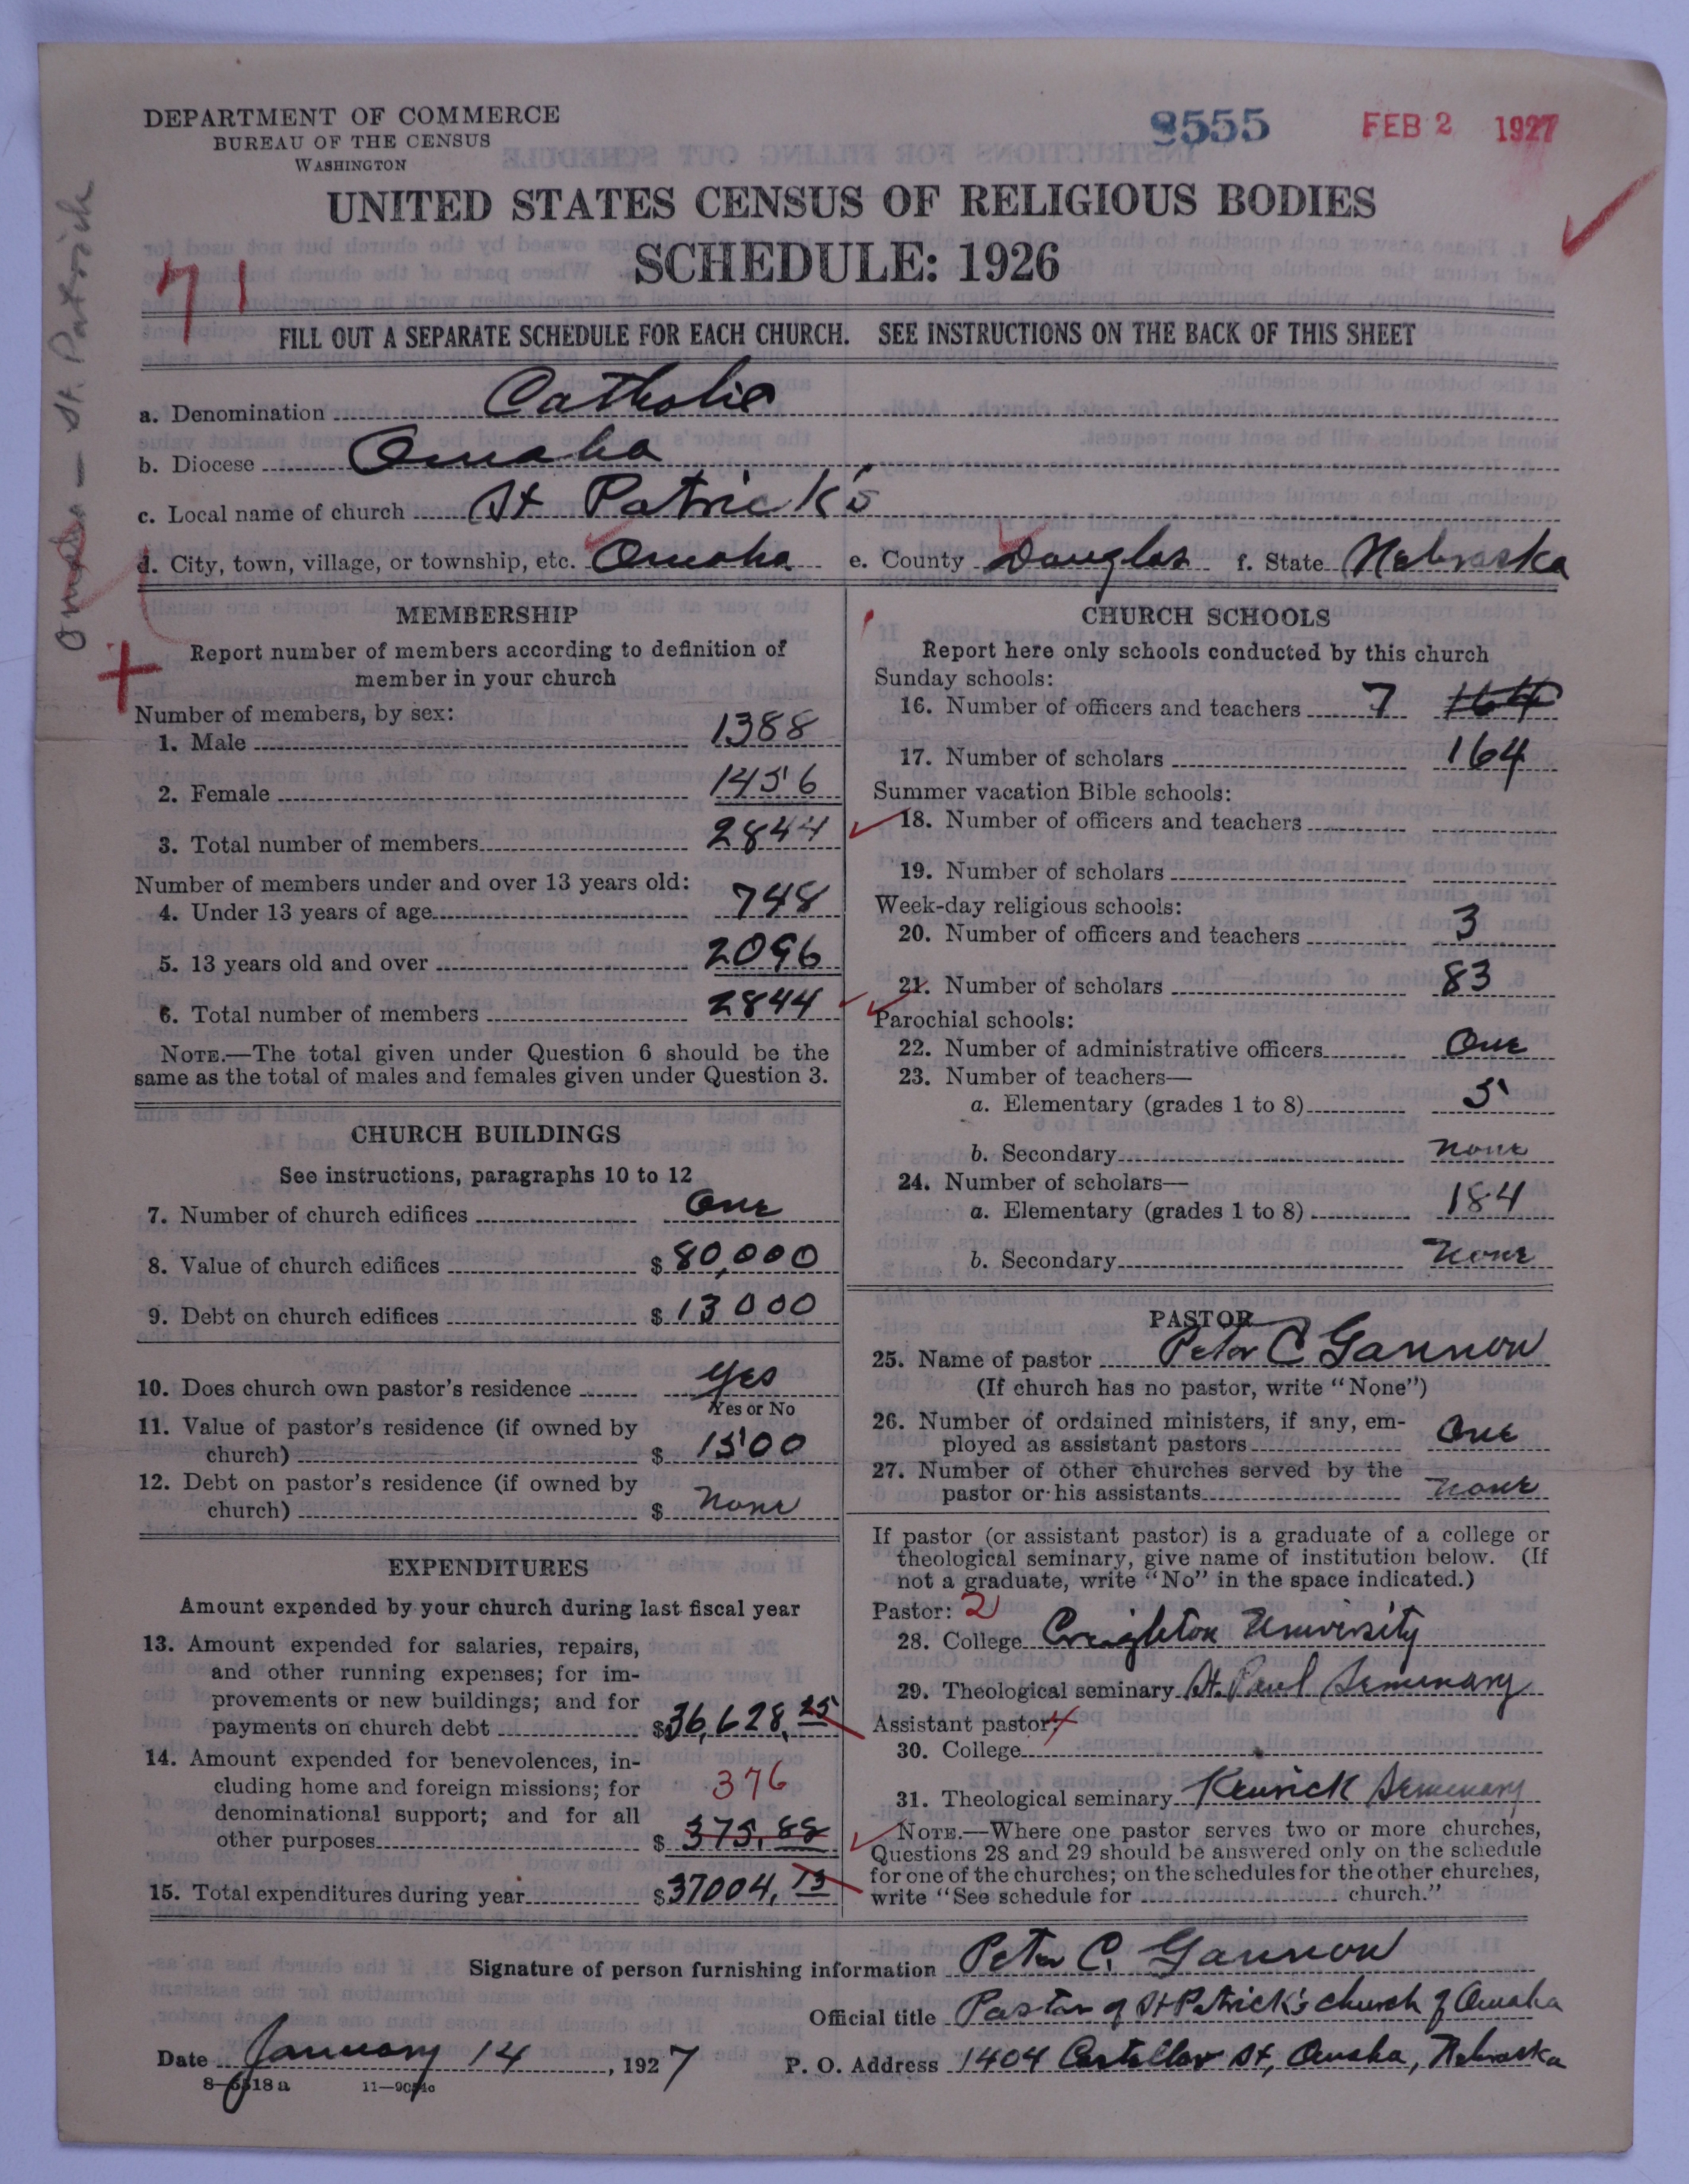 DEPARTMENT OF COMMERCE
BUREAU OF THE CENSUS
WASHINGTON
8555
FEB 2 1927
UNITED STATES CENSUS OF RELIGIOUS BODIES
SCHEDULE: 1926
71
Omaha — St. Patrick
FILL OUT A SEPARATE SCHEDULE FOR EACH CHURCH. SEE INSTRUCTIONS ON THE BACK OF THIS SHEET
a. Denomination Catholic
b. Diocese Omaha
c. Local name of church St Patrick's
d. City, town, village, or township, etc. Omaha e. County Douglas f. State Nebraska
MEMBERSHIP
Report number of members according to definition of
member in your church
Number of members, by sex:
1. Male 1388
2. Female 1456
3. Total number of members 2844
Number of members under and over 13 years old:
4. Under 13 years of age 748
5. 13 years old and over 2096
6. Total number of members 2844
NOTE.—The total given under Question 6 should be the
same as the total of males and females given under Question 3.
CHURCH BUILDINGS
See instructions, paragraphs 10 to 12
7. Number of church edifices One
8. Value of church edifices $ 80,000
9. Debt on church edifices $ 13000
10. Does church own pastor's residence Yes
Yes or No
11. Value of pastor's residence (if owned by
church) $ 1500
12. Debt on pastor's residence (if owned by
church) $ None
EXPENDITURES
Amount expended by your church during last fiscal year
13. Amount expended for salaries, repairs,
and other running expenses; for im-
provements or new buildings; and for
payments on church debt $36,628.25
14. Amount expended for benevolences, in-
cluding home and foreign missions; for 376
denominational support; and for all
other purposes $ 375.88
15. Total expenditures during year $37004.13
CHURCH SCHOOLS
Report here only schools conducted by this church
Sunday schools:
16. Number of officers and teachers 7 164
17. Number of scholars 164
Summer vacation Bible schools:
18. Number of officers and teachers
19. Number of scholars
Week-day religious schools:
20. Number of officers and teachers 3
21. Number of scholars 83
Parochial schools:
22. Number of administrative officers One
23. Number of teachers—
a. Elementary (grades 1 to 8) 5
b. Secondary None
24. Number of scholars—
a. Elementary (grades 1 to 8) 184
b. Secondary None
PASTOR
25. Name of pastor Peter C Gannon
(If church has no pastor, write "None")
26. Number of ordained ministers, if any, em-
ployed as assistant pastors One
27. Number of other churches served by the
pastor or his assistants None
If pastor (or assistant pastor) is a graduate of a college or
theological seminary, give name of institution below. (If
not a graduate, write "No" in the space indicated.)
Pastor: 2
28. College Creighton University
29. Theological seminary St. Paul Seminary
Assistant pastor: 4
30. College
31. Theological seminary Kenrick Seminary
NOTE.—Where one pastor serves two or more churches,
Questions 28 and 29 should be answered only on the schedule
for one of the churches; on the schedules for the other churches,
write "See schedule for church."
Signature of person furnishing information Peter C. Gannon
Official title Pastor of St Patrick's church of Omaha
Date January 14, 1927 P. O. Address 1404 Castellar St, Omaha, Nebraska
8-6518a